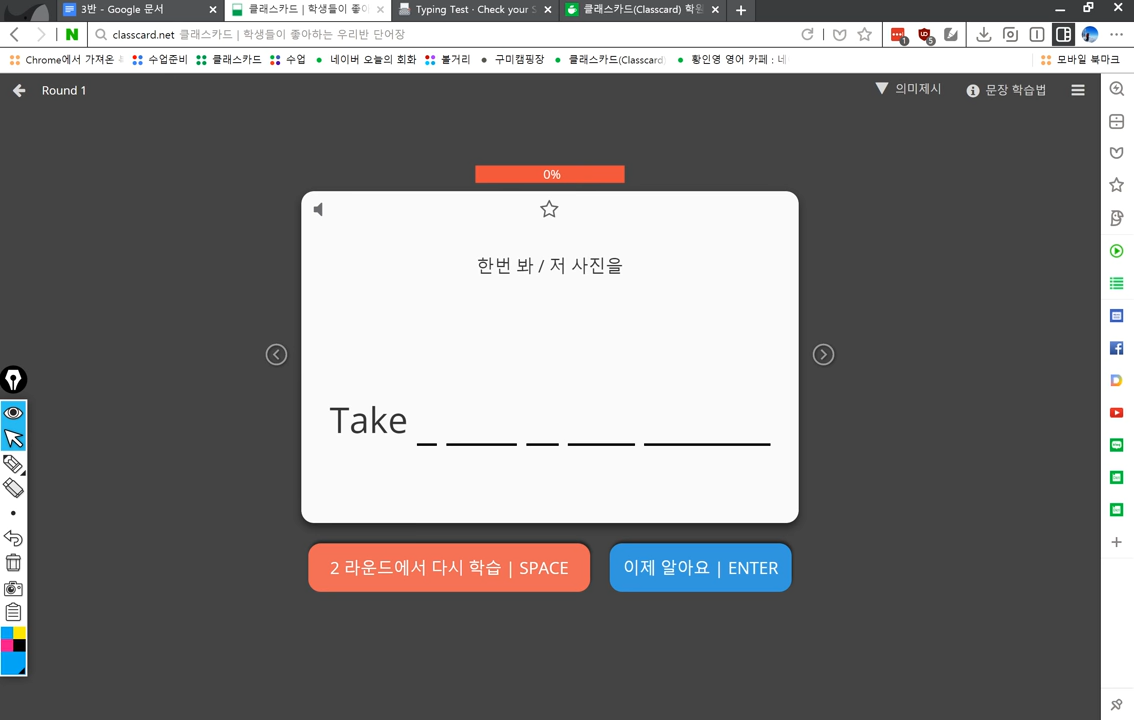 3반 - Google 문서
클래스카드 | 학생들이 좋아
Typing Test · Check your S
클래스카드(Classcard) 학원
classcard.net 클래스카드 | 학생들이 좋아하는 우리반 단어장
Chrome에서 가져온 수업준비 클래스카드 수업 네이버 오늘의 회화 볼거리 구미캠핑장 클래스카드(Classcard) 황인영 영어 카페 : 네 모바일 북마크
Round 1
의미제시
문장 학습법
0%
한번 봐 / 저 사진을
Take _ _ _ _ _
2 라운드에서 다시 학습 | SPACE
이제 알아요 | ENTER